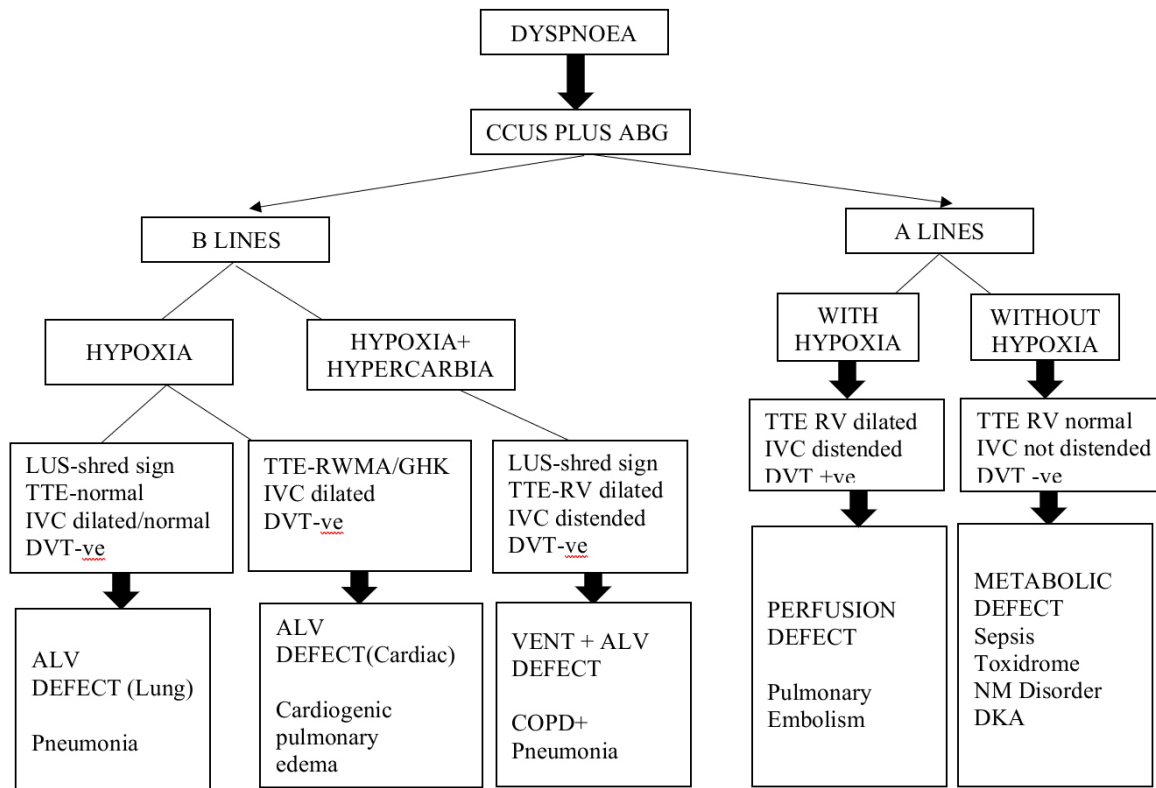 DYSPNOEA
CCUS PLUS ABG
B LINES
A LINES
HYPOXIA
HYPOXIA+
HYPERCARBIA
WITH
HYPOXIA
WITHOUT
HYPOXIA
LUS-shred sign
TTE-normal
IVC dilated/normal
DVT-ve
TTE-RWMA/GHK
IVC dilated
DVT-ve
LUS-shred sign
TTE-RV dilated
IVC distended
DVT-ve
TTE RV dilated
IVC distended
DVT +ve
TTE RV normal
IVC not distended
DVT -ve
ALV
DEFECT (Lung)
Pneumonia
ALV
DEFECT(Cardiac)
Cardiogenic
pulmonary
edema
VENT + ALV
DEFECT
COPD+
Pneumonia
PERFUSION
DEFECT
Pulmonary
Embolism
METABOLIC
DEFECT
Sepsis
Toxidrome
NM Disorder
DKA